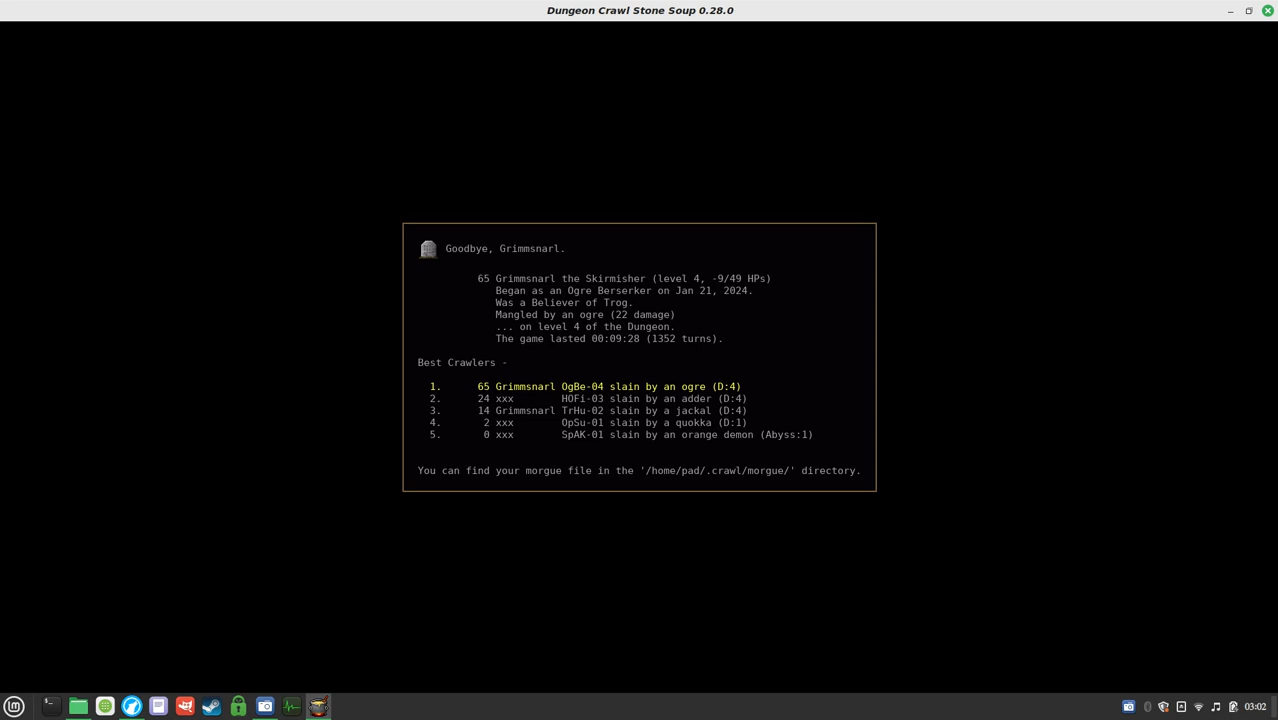 Dungeon Crawl Stone Soup 0.28.0
Goodbye, Grimmsnarl.
65 Grimmsnarl the Skirmisher (level 4, -9/49 HPs)
Began as an Ogre Berserker on Jan 21, 2024.
Was a Believer of Trog.
Mangled by an ogre (22 damage)
... on level 4 of the Dungeon.
The game lasted 00:09:28 (1352 turns).
Best Crawlers -
1. 65 Grimmsnarl OgBe-04 slain by an ogre (D:4)
2. 24 xxx HOFi-03 slain by an adder (D:4)
3. 14 Grimmsnarl TrHu-02 slain by a jackal (D:4)
4. 2 xxx OpSu-01 slain by a quokka (D:1)
5. 0 xxx SpAK-01 slain by an orange demon (Abyss:1)
You can find your morgue file in the '/home/pad/.crawl/morgue/' directory.
03:02